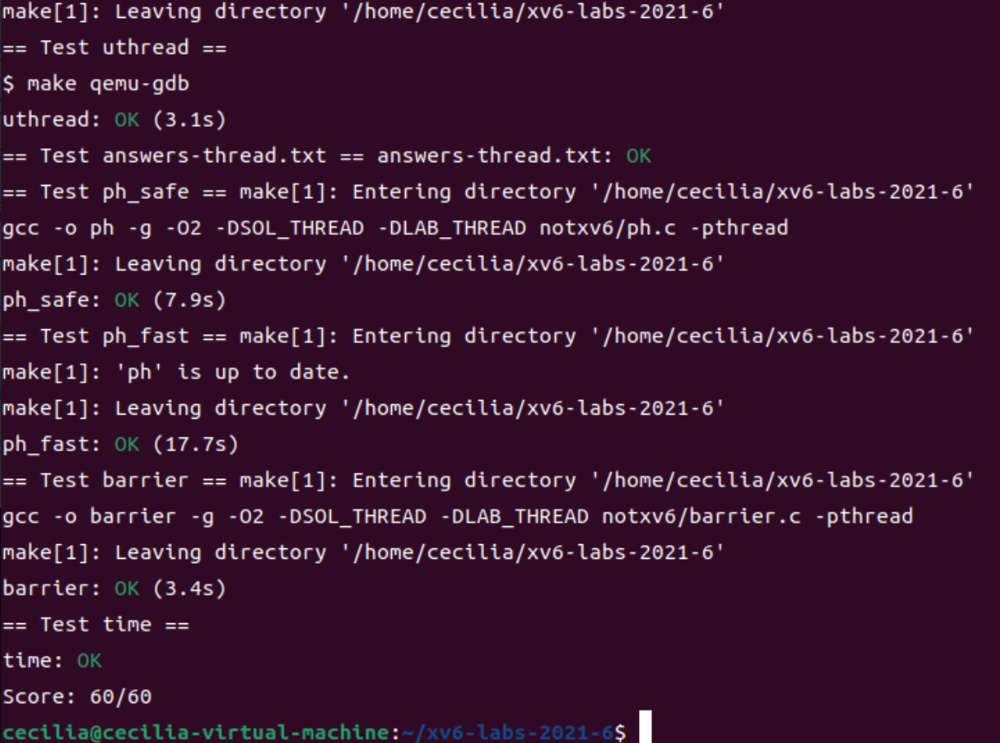 make[1]: Leaving directory '/home/cecilia/xv6-labs-2021-6'
== Test uthread ==
$ make qemu-gdb
uthread: OK (3.1s)
== Test answers-thread.txt == answers-thread.txt: OK
== Test ph_safe == make[1]: Entering directory '/home/cecilia/xv6-labs-2021-6'
gcc -o ph -g -O2 -DSOL_THREAD -DLAB_THREAD notxv6/ph.c -pthread
make[1]: Leaving directory '/home/cecilia/xv6-labs-2021-6'
ph_safe: OK (7.9s)
== Test ph_fast == make[1]: Entering directory '/home/cecilia/xv6-labs-2021-6'
make[1]: 'ph' is up to date.
make[1]: Leaving directory '/home/cecilia/xv6-labs-2021-6'
ph_fast: OK (17.7s)
== Test barrier == make[1]: Entering directory '/home/cecilia/xv6-labs-2021-6'
gcc -o barrier -g -O2 -DSOL_THREAD -DLAB_THREAD notxv6/barrier.c -pthread
make[1]: Leaving directory '/home/cecilia/xv6-labs-2021-6'
barrier: OK (3.4s)
== Test time ==
time: OK
Score: 60/60
cecilia@cecilia-virtual-machine:~/xv6-labs-2021-6$